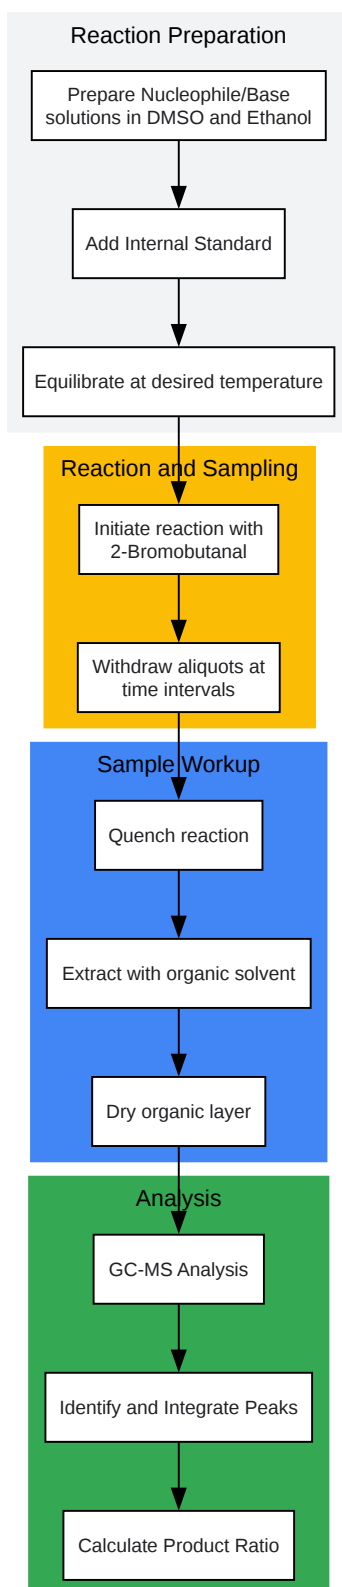 Reaction Preparation
Prepare Nucleophile/Base
solutions in DMSO and Ethanol
Add Internal Standard
Equilibrate at desired temperature
Reaction and Sampling
Initiate reaction with
2-Bromobutanal
Withdraw aliquots at
time intervals
Sample Workup
Quench reaction
Extract with organic solvent
Dry organic layer
Analysis
GC-MS Analysis
Identify and Integrate Peaks
Calculate Product Ratio